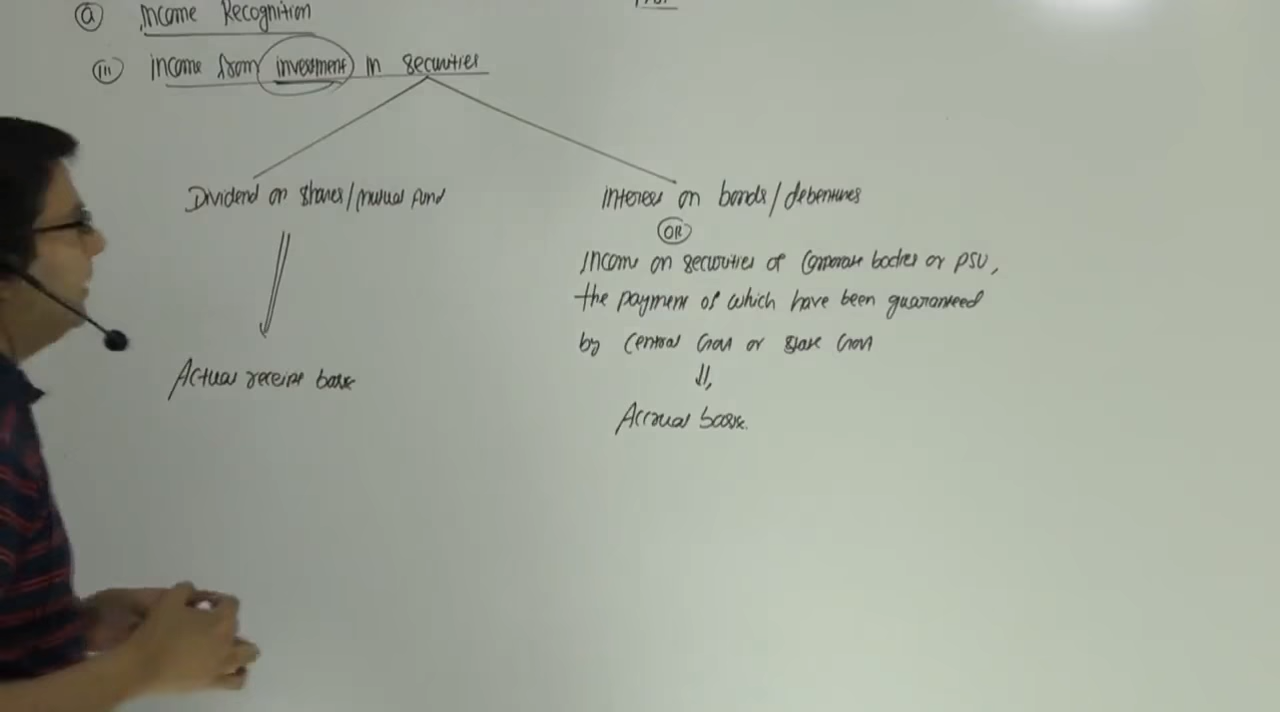 a Income Recognition
iii income from investment in securities
Dividend on shares/mutual fund
Interest on bonds/debentures
OR
Income on securities of Corporate bodies or PSU,
the payment of which have been guaranteed
by Central Govt or State Govt
Actual receipt basis
Accrual basis.